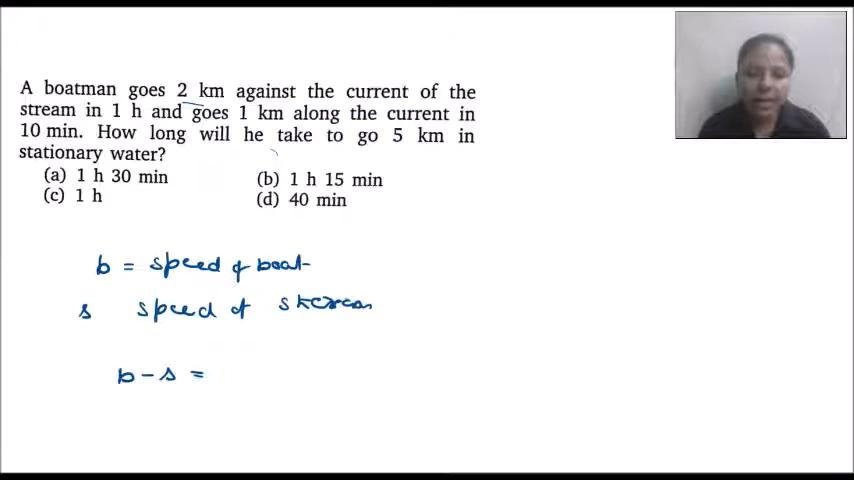 A boatman goes 2 km against the current of the
stream in 1 h and goes 1 km along the current in
10 min. How long will he take to go 5 km in
stationary water?
(a) 1 h 30 min (b) 1 h 15 min
(c) 1 h (d) 40 min
b = speed of boat
s speed of stream
b - s =